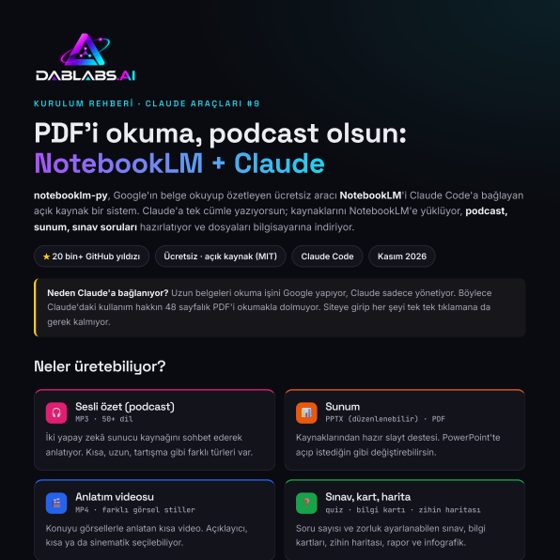 DABLABS.AI
KURULUM REHBERİ · CLAUDE ARAÇLARI #9
PDF'i okuma, podcast olsun:
NotebookLM + Claude
notebooklm-py, Google'ın belge okuyup özetleyen ücretsiz aracı NotebookLM'i Claude Code'a bağlayan
açık kaynak bir sistem. Claude'a tek cümle yazıyorsun; kaynaklarını NotebookLM'e yüklüyor, podcast,
sunum, sınav soruları hazırlatıyor ve dosyaları bilgisayarına indiriyor.
★ 20 bin+ GitHub yıldızı
Ücretsiz · açık kaynak (MIT)
Claude Code
Kasım 2026
Neden Claude'a bağlanıyor? Uzun belgeleri okuma işini Google yapıyor, Claude sadece yönetiyor. Böylece
Claude'daki kullanım hakkın 48 sayfalık PDF'i okumakla dolmuyor. Siteye girip her şeyi tek tek tıklamana da
gerek kalmıyor.
Neler üretebiliyor?
Sesli özet (podcast)
MP3 · 50+ dil
İki yapay zekâ sunucu kaynağını sohbet ederek
anlatıyor. Kısa, uzun, tartışma gibi farklı türleri var.
Sunum
PPTX (düzenlenebilir) · PDF
Kaynaklarından hazır slayt destesi. PowerPoint'te
açıp istediğin gibi değiştirebilirsin.
Anlatım videosu
MP4 · farklı görsel stiller
Konuyu görsellerle anlatan kısa video. Açıklayıcı,
kısa ya da sinematik seçilebiliyor.
Sınav, kart, harita
quiz · bilgi kartı · zihin haritası
Soru sayısı ve zorluk ayarlanabilen sınav, bilgi
kartları, zihin haritası, rapor ve infografik.